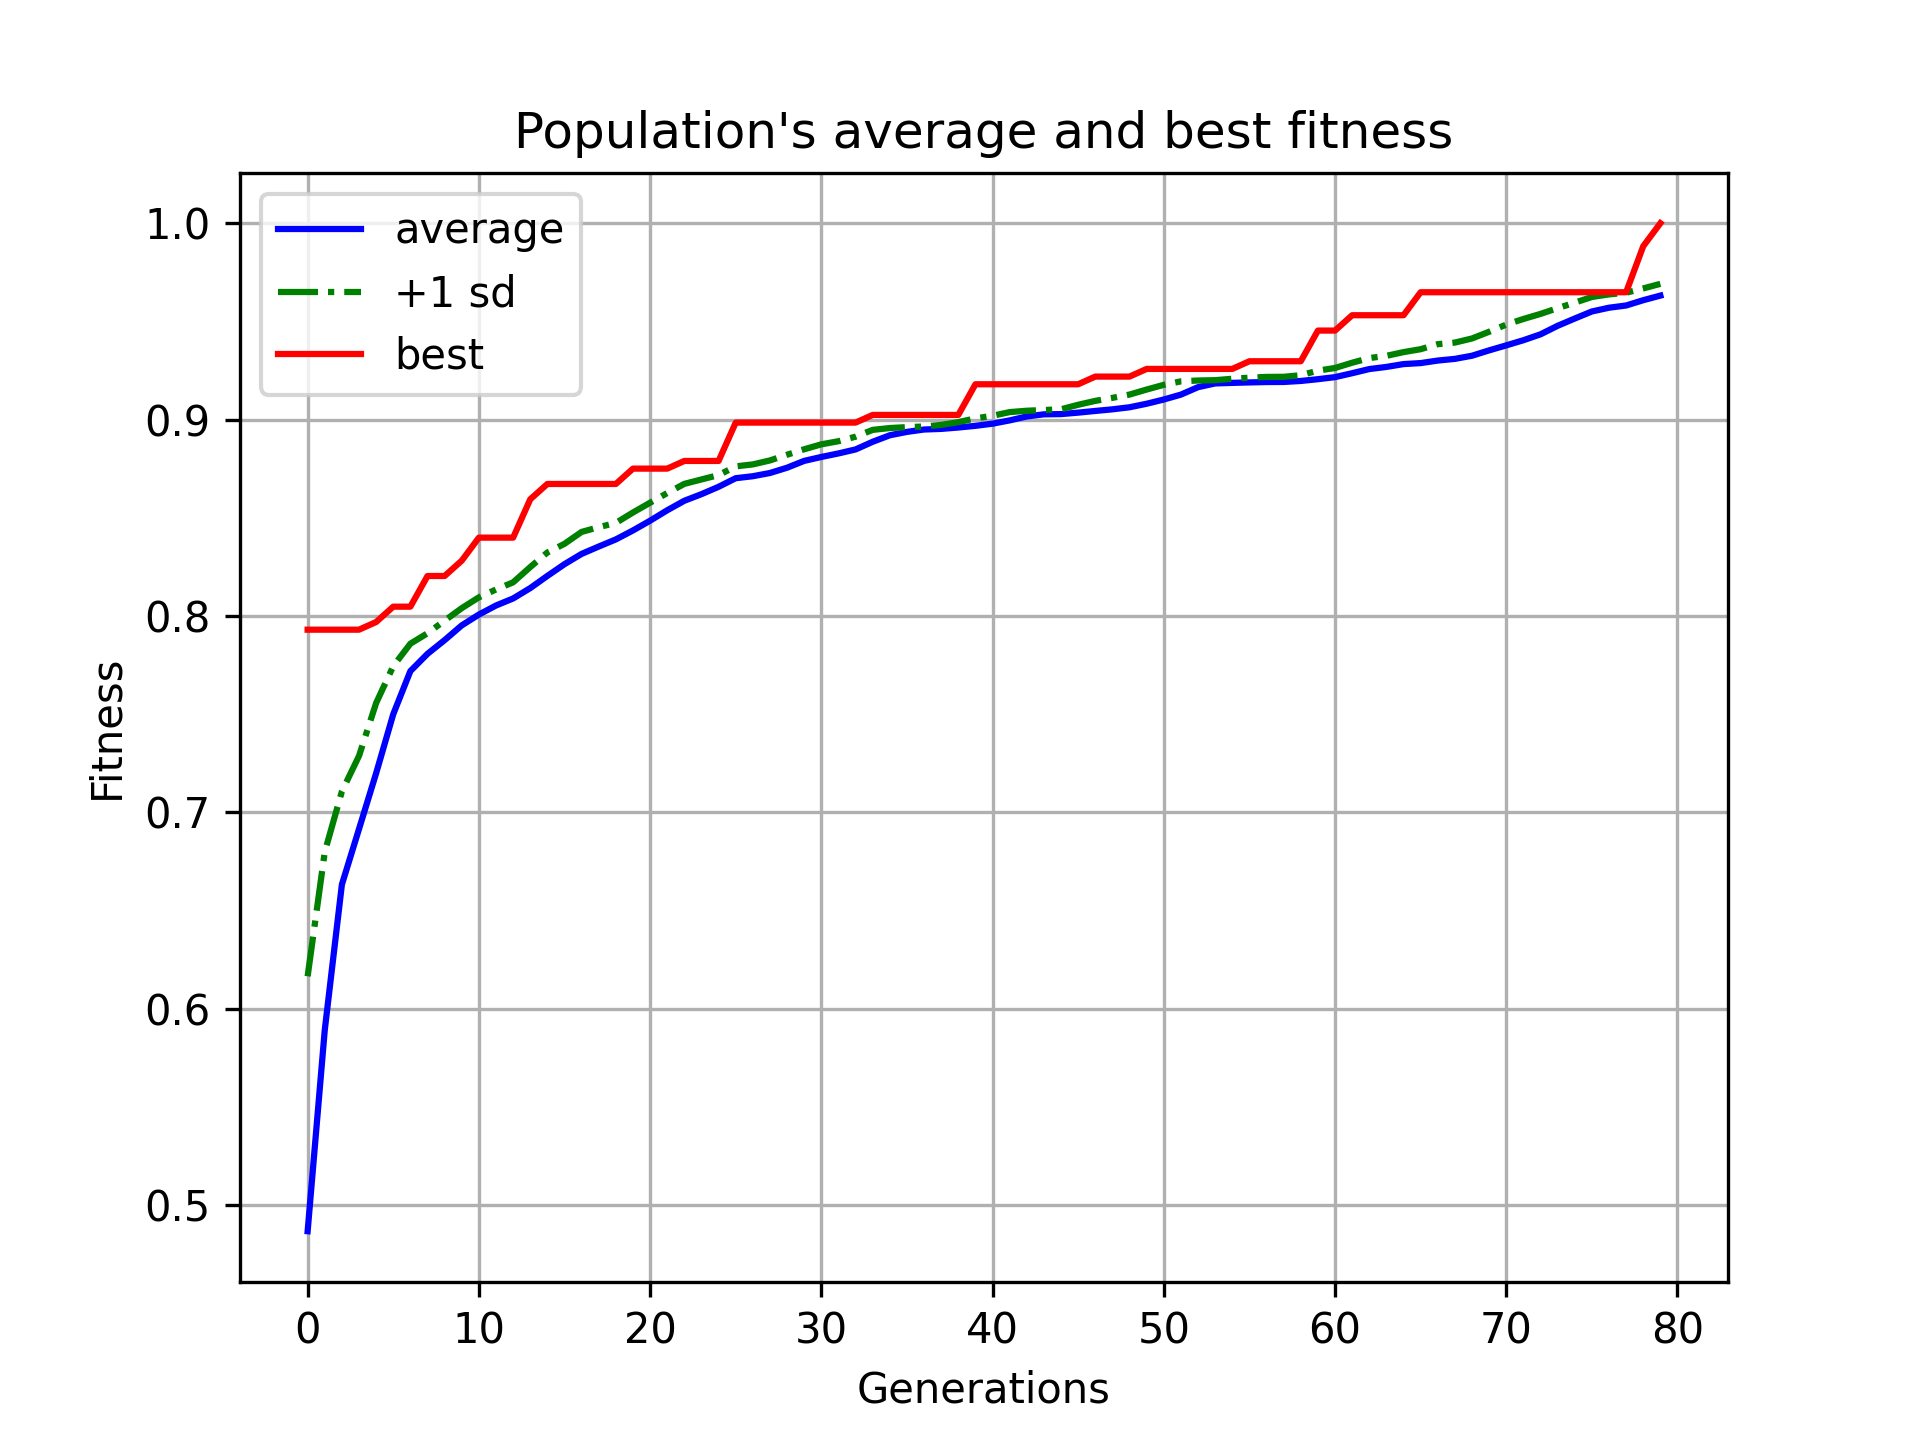 Population's average and best fitness
average
+1 sd
best
1.0
0.9
0.8
0.7
0.6
0.5
Fitness
0 10 20 30 40 50 60 70 80
Generations